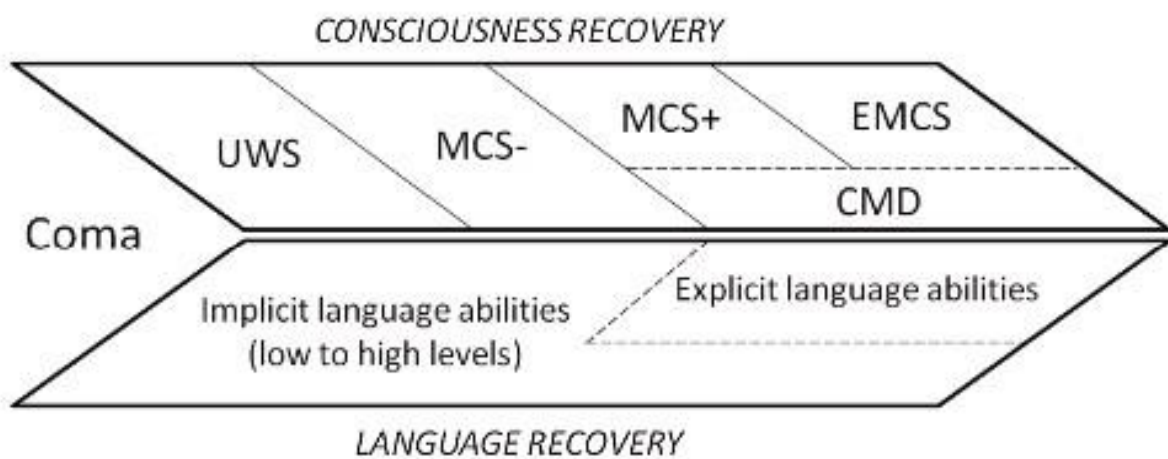 CONSCIOUSNESS RECOVERY
UWS
MCS-
MCS+
EMCS
CMD
Coma
Implicit language abilities
(low to high levels)
Explicit language abilities
LANGUAGE RECOVERY